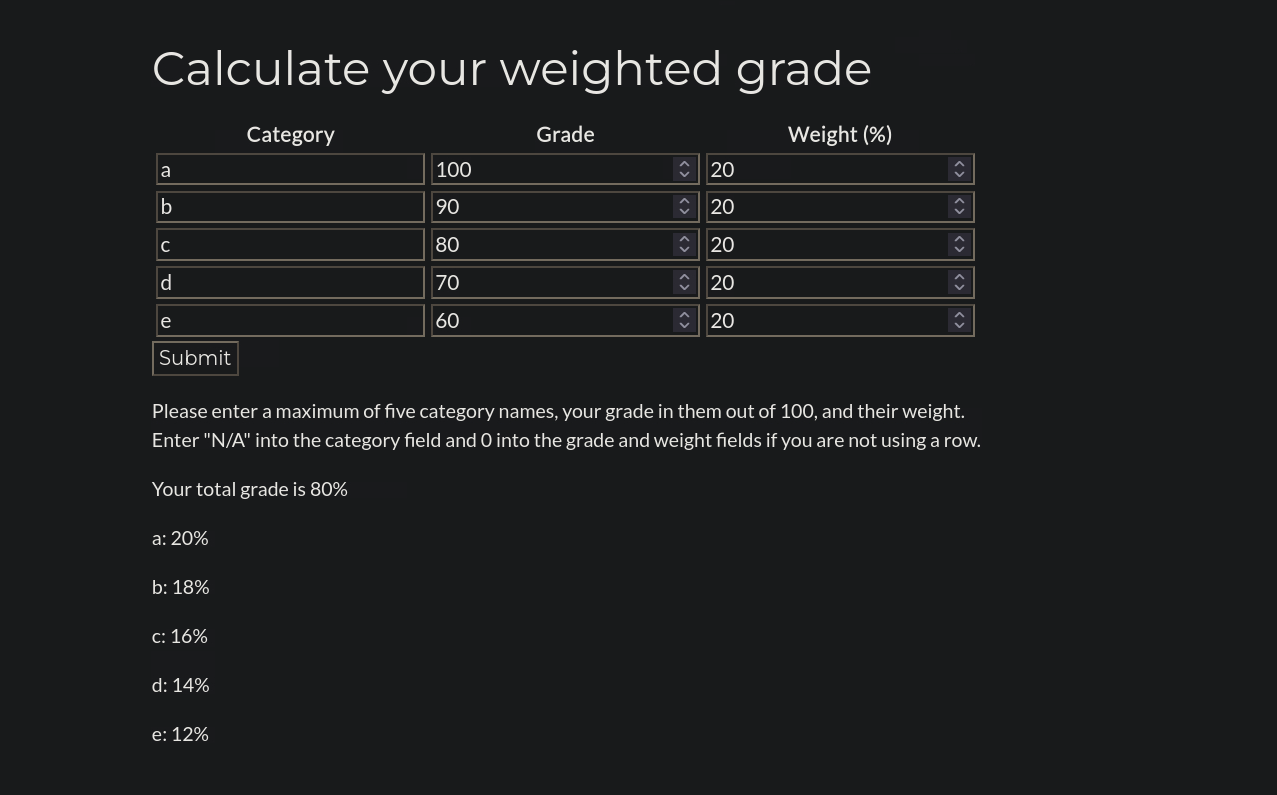 Calculate your weighted grade
Category Grade Weight (%)
a 100 20
b 90 20
c 80 20
d 70 20
e 60 20
Submit
Please enter a maximum of five category names, your grade in them out of 100, and their weight.
Enter "N/A" into the category field and 0 into the grade and weight fields if you are not using a row.
Your total grade is 80%
a: 20%
b: 18%
c: 16%
d: 14%
e: 12%